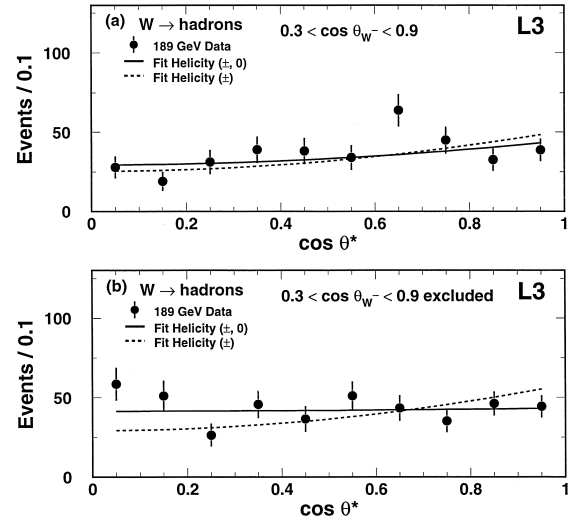 (a) W → hadrons
0.3 < cos θW⁻ < 0.9
L3
189 GeV Data
Fit Helicity (±, 0)
Fit Helicity (±)
Events / 0.1
100
50
0
0 0.2 0.4 0.6 0.8 1
cos θ*
(b) W → hadrons
0.3 < cos θW⁻ < 0.9 excluded
L3
189 GeV Data
Fit Helicity (±, 0)
Fit Helicity (±)
Events / 0.1
100
50
0
0 0.2 0.4 0.6 0.8 1
cos θ*